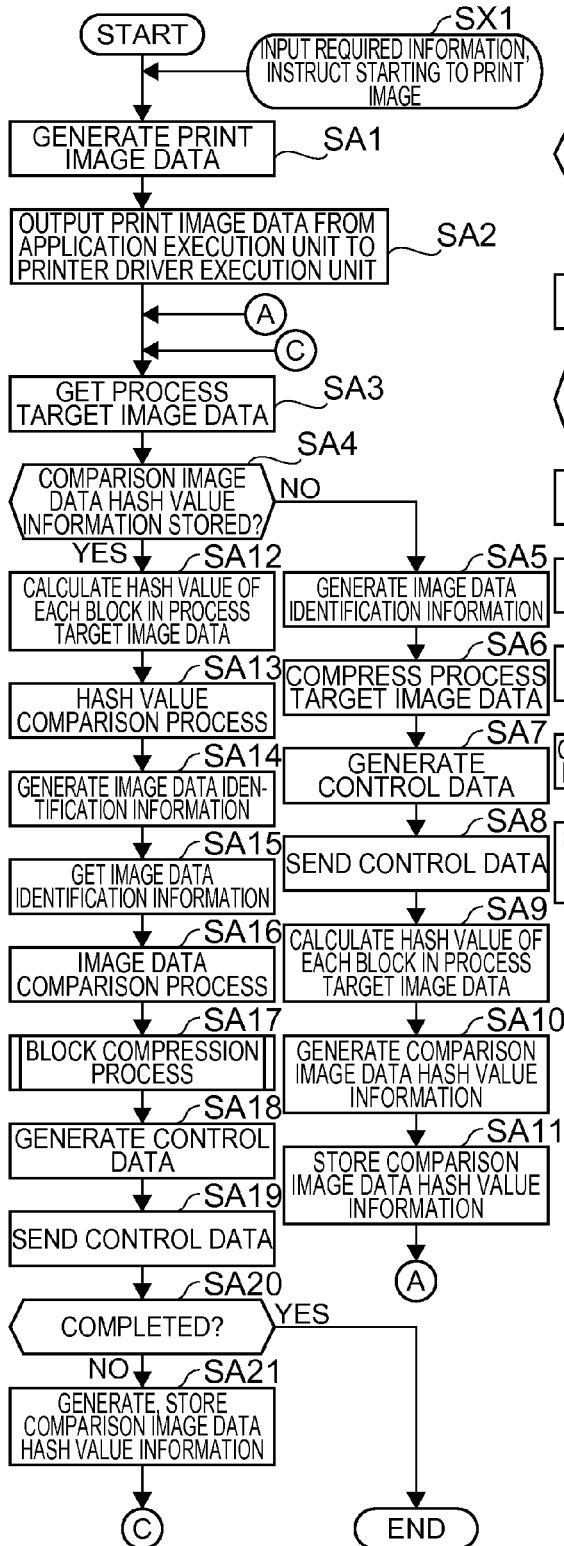 START
SX1
INPUT REQUIRED INFORMATION,
INSTRUCT STARTING TO PRINT
IMAGE
GENERATE PRINT
IMAGE DATA
SA1
OUTPUT PRINT IMAGE DATA FROM
APPLICATION EXECUTION UNIT TO
PRINTER DRIVER EXECUTION UNIT
SA2
A
C
GET PROCESS
TARGET IMAGE DATA
SA3
SA4
COMPARISON IMAGE
DATA HASH VALUE
INFORMATION STORED?
NO
YES
SA12
CALCULATE HASH VALUE OF
EACH BLOCK IN PROCESS
TARGET IMAGE DATA
SA13
HASH VALUE
COMPARISON PROCESS
SA14
GENERATE IMAGE DATA IDEN-
TIFICATION INFORMATION
SA15
GET IMAGE DATA
IDENTIFICATION INFORMATION
SA16
IMAGE DATA
COMPARISON PROCESS
SA17
BLOCK COMPRESSION
PROCESS
SA18
GENERATE CONTROL
DATA
SA19
SEND CONTROL DATA
SA20
COMPLETED?
YES
NO
SA21
GENERATE, STORE
COMPARISON IMAGE DATA
HASH VALUE INFORMATION
C
SA5
GENERATE IMAGE DATA
IDENTIFICATION INFORMATION
SA6
COMPRESS PROCESS
TARGET IMAGE DATA
SA7
GENERATE
CONTROL DATA
SA8
SEND CONTROL DATA
SA9
CALCULATE HASH VALUE OF
EACH BLOCK IN PROCESS
TARGET IMAGE DATA
SA10
GENERATE COMPARISON
IMAGE DATA HASH VALUE
INFORMATION
SA11
STORE COMPARISON
IMAGE DATA HASH VALUE
INFORMATION
A
END